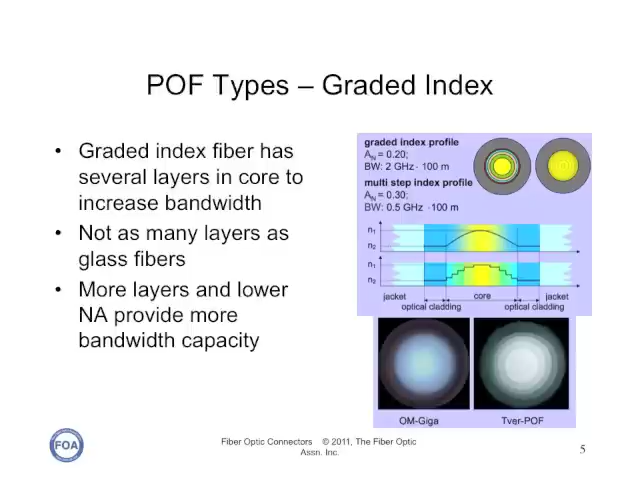 POF Types – Graded Index
• Graded index fiber has
several layers in core to
increase bandwidth
• Not as many layers as
glass fibers
• More layers and lower
NA provide more
bandwidth capacity
graded index profile
A_N = 0.20;
BW: 2 GHz · 100 m
multi step index profile
A_N = 0.30;
BW: 0.5 GHz ·100 m
n₁
n₂
n₁
n₂
jacket
core
jacket
optical cladding
optical cladding
OM-Giga
Tver-POF
FOA
Fiber Optic Connectors © 2011, The Fiber Optic
Assn. Inc.
5